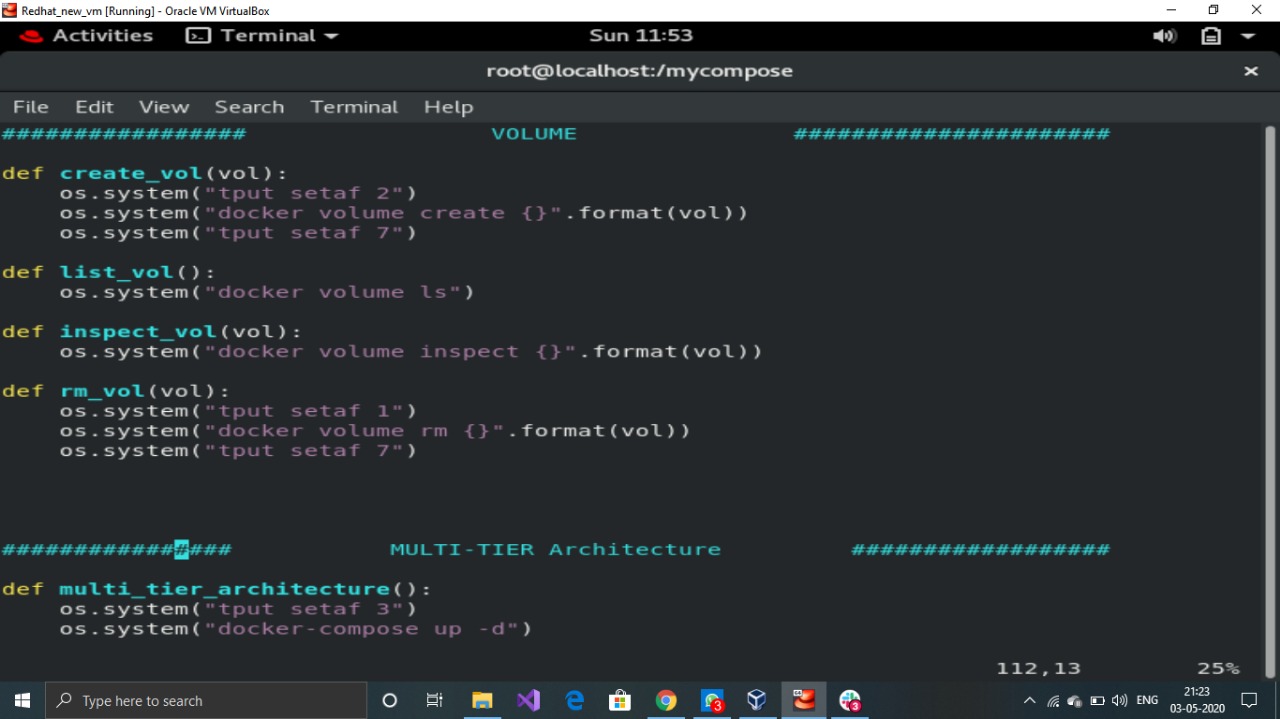 Redhat_new_vm [Running] - Oracle VM VirtualBox
Activities Terminal Sun 11:53
root@localhost:/mycompose
File Edit View Search Terminal Help
################# VOLUME ######################
def create_vol(vol):
    os.system("tput setaf 2")
    os.system("docker volume create {}".format(vol))
    os.system("tput setaf 7")
def list_vol():
    os.system("docker volume ls")
def inspect_vol(vol):
    os.system("docker volume inspect {}".format(vol))
def rm_vol(vol):
    os.system("tput setaf 1")
    os.system("docker volume rm {}".format(vol))
    os.system("tput setaf 7")
################ MULTI-TIER Architecture ##################
def multi_tier_architecture():
    os.system("tput setaf 3")
    os.system("docker-compose up -d")
112,13 25%
Type here to search
3
3
ENG
21:23
03-05-2020